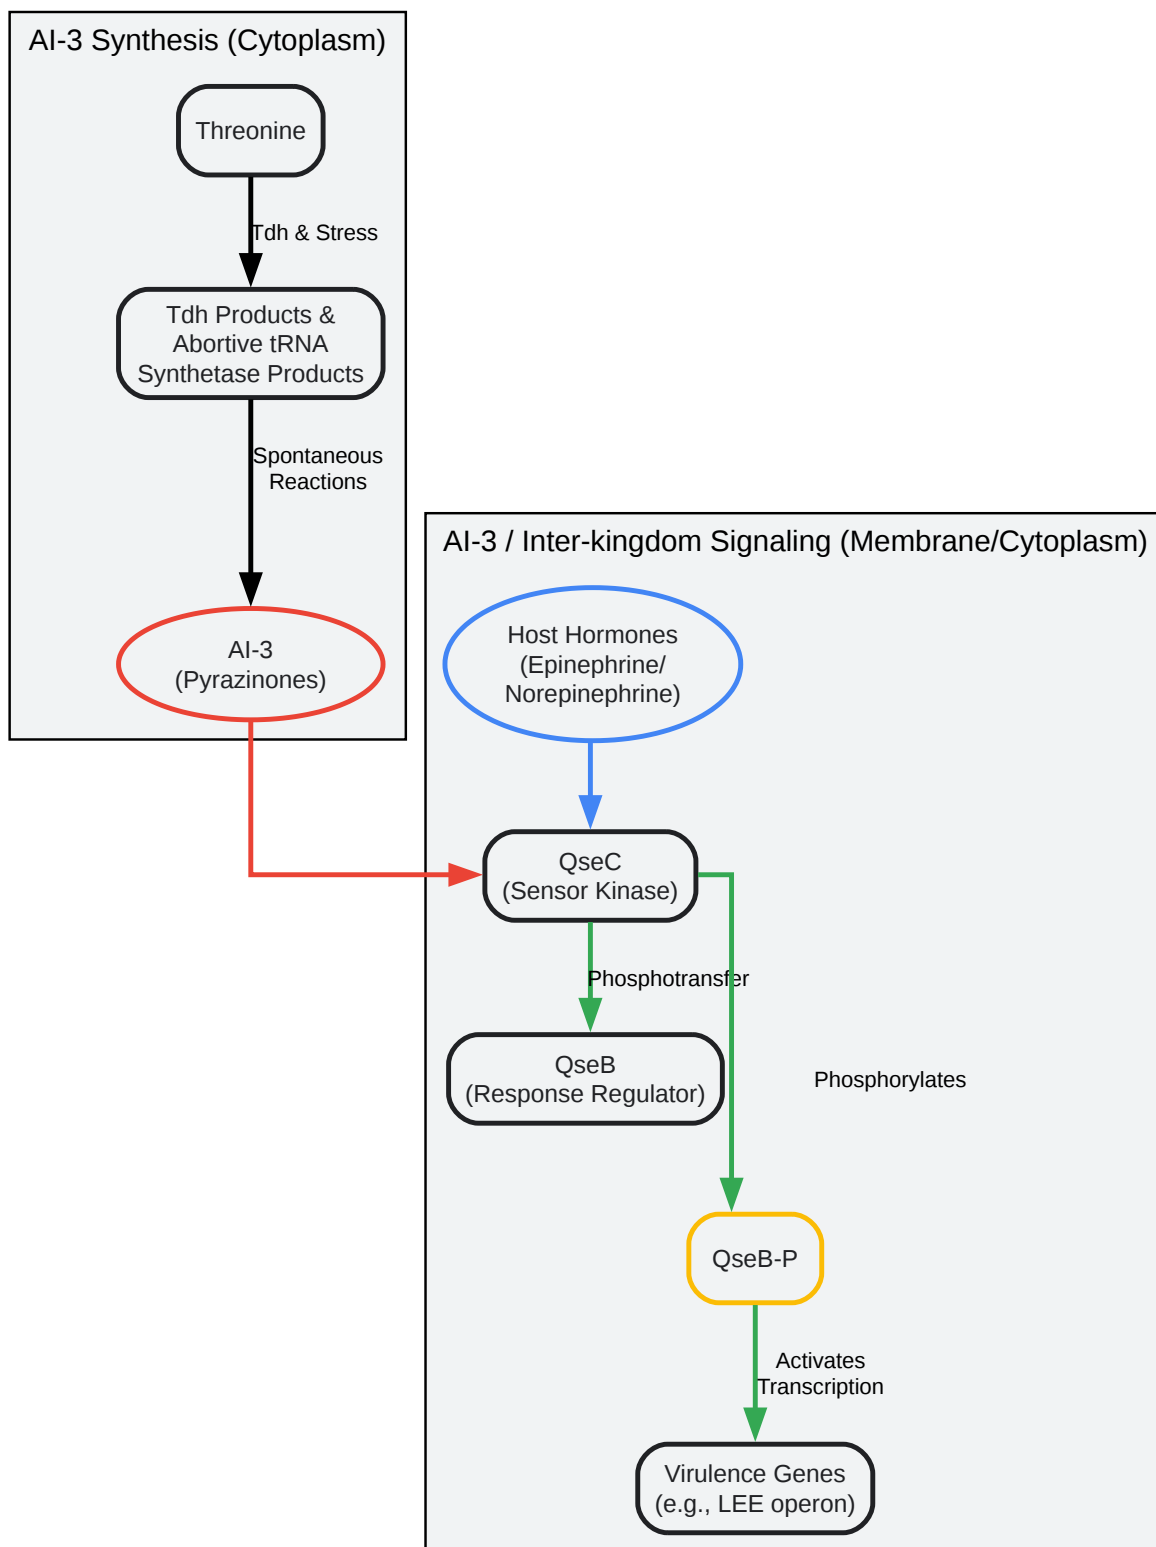 AI-3 Synthesis (Cytoplasm)
Threonine
Tdh & Stress
Tdh Products &
Abortive tRNA
Synthetase Products
Spontaneous
Reactions
AI-3
(Pyrazinones)
AI-3 / Inter-kingdom Signaling (Membrane/Cytoplasm)
Host Hormones
(Epinephrine/
Norepinephrine)
QseC
(Sensor Kinase)
Phosphotransfer
QseB
(Response Regulator)
Phosphorylates
QseB-P
Activates
Transcription
Virulence Genes
(e.g., LEE operon)